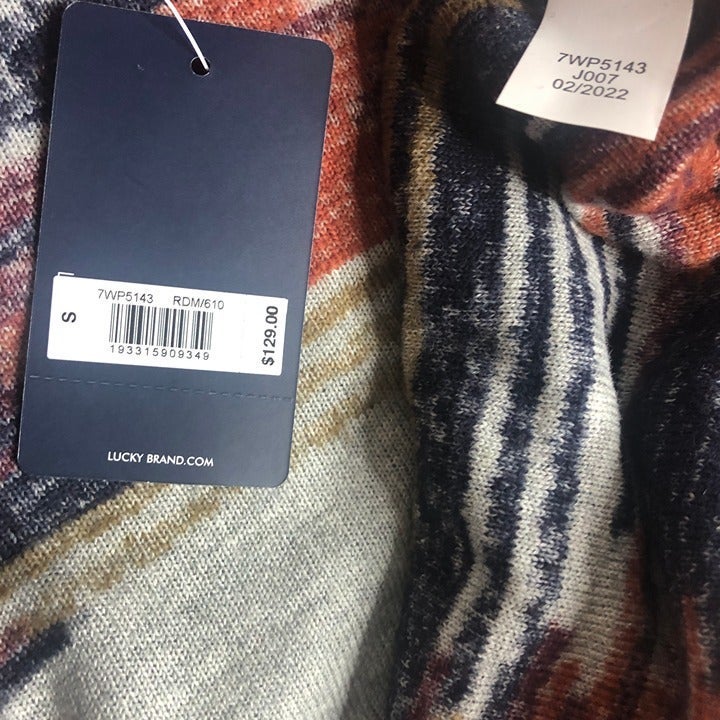 7WP5143 RDM/610
S
$129.00
193315909349
LUCKY BRAND.COM
7WP5143
J007
02/2022